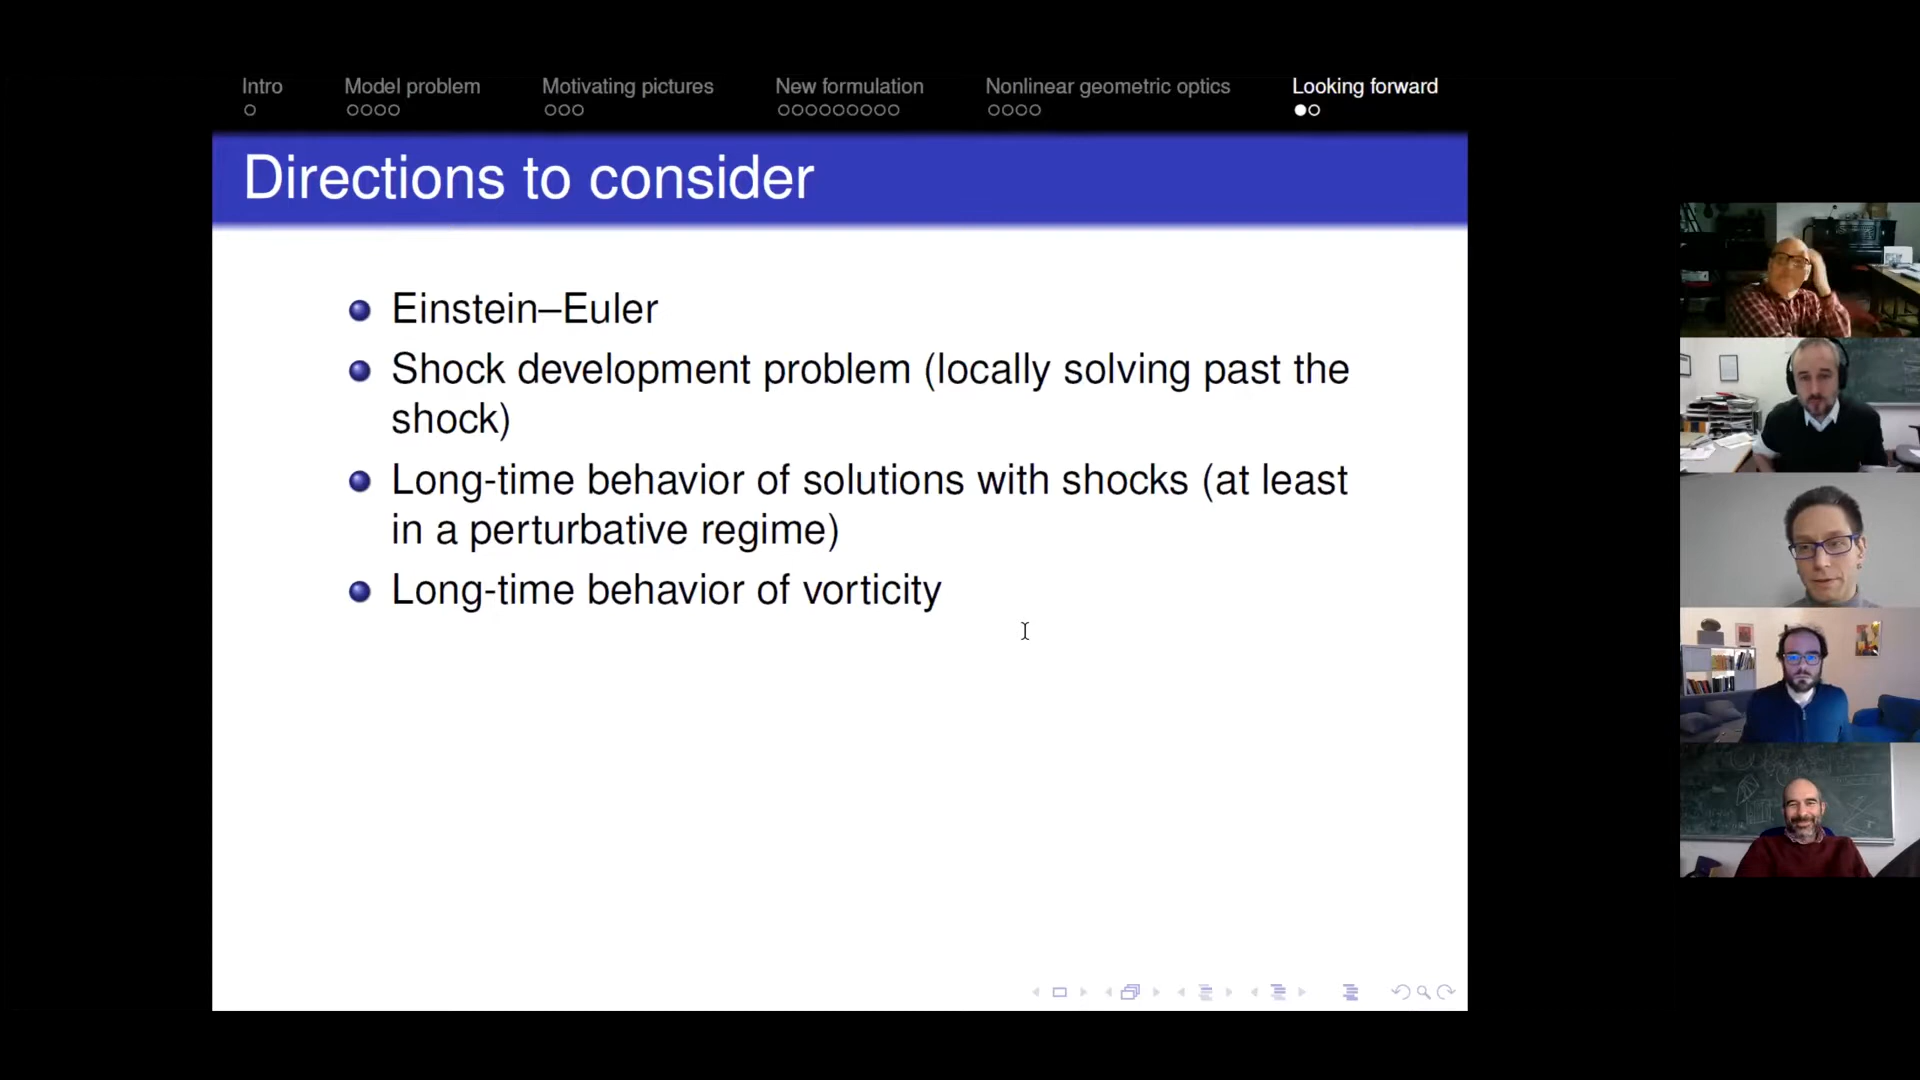 Intro Model problem Motivating pictures New formulation Nonlinear geometric optics Looking forward
Directions to consider
Einstein–Euler
Shock development problem (locally solving past the
shock)
Long-time behavior of solutions with shocks (at least
in a perturbative regime)
Long-time behavior of vorticity